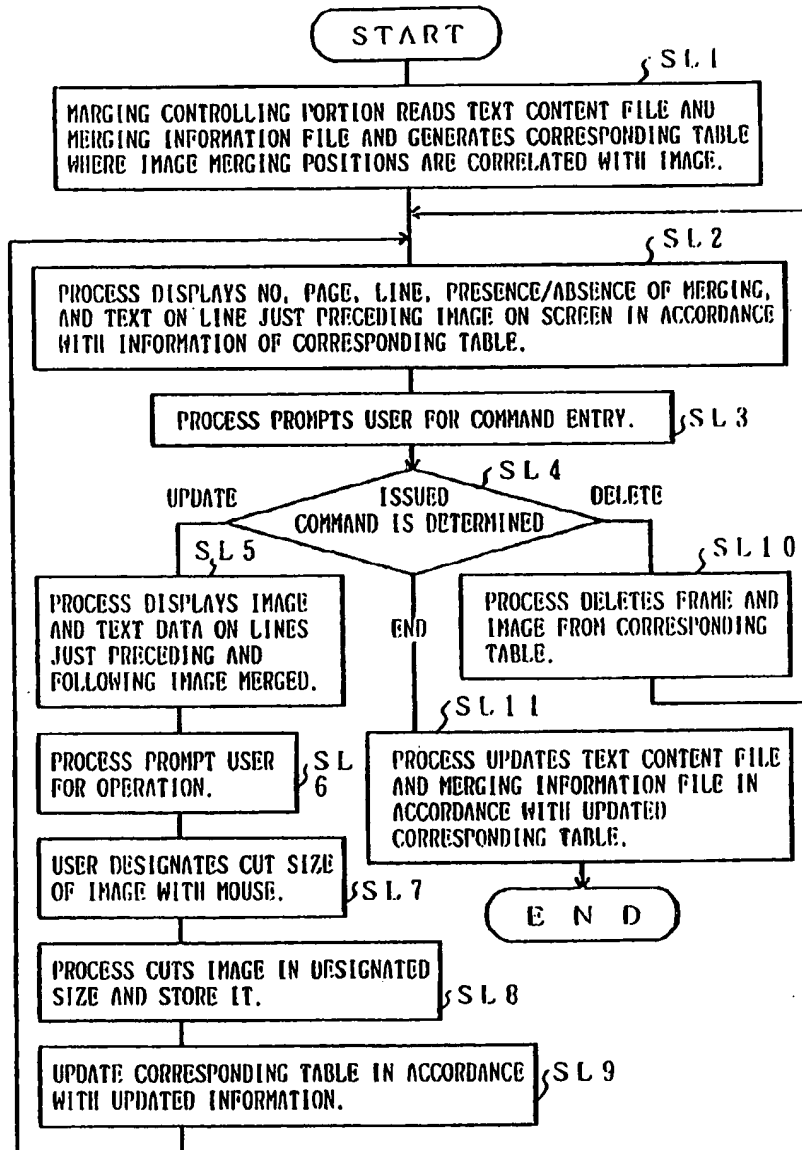 START
SL1
MARGING CONTROLLING PORTION READS TEXT CONTENT FILE AND
MERGING INFORMATION FILE AND GENERATES CORRESPONDING TABLE
WHERE IMAGE MERGING POSITIONS ARE CORRELATED WITH IMAGE.
SL2
PROCESS DISPLAYS NO, PAGE, LINE, PRESENCE/ABSENCE OF MERGING,
AND TEXT ON LINE JUST PRECEDING IMAGE ON SCREEN IN ACCORDANCE
WITH INFORMATION OF CORRESPONDING TABLE.
PROCESS PROMPTS USER FOR COMMAND ENTRY.
SL3
SL4
UPDATE
ISSUED
COMMAND IS DETERMINED
DELETE
SL5
PROCESS DISPLAYS IMAGE
AND TEXT DATA ON LINES
JUST PRECEDING AND
FOLLOWING IMAGE MERGED.
END
SL10
PROCESS DELETES FRAME AND
IMAGE FROM CORRESPONDING
TABLE.
PROCESS PROMPT USER
FOR OPERATION.
SL
6
SL11
PROCESS UPDATES TEXT CONTENT FILE
AND MERGING INFORMATION FILE IN
ACCORDANCE WITH UPDATED
CORRESPONDING TABLE.
USER DESIGNATES CUT SIZE
OF IMAGE WITH MOUSE.
SL7
END
PROCESS CUTS IMAGE IN DESIGNATED
SIZE AND STORE IT.
SL8
UPDATE CORRESPONDING TABLE IN ACCORDANCE
WITH UPDATED INFORMATION.
SL9